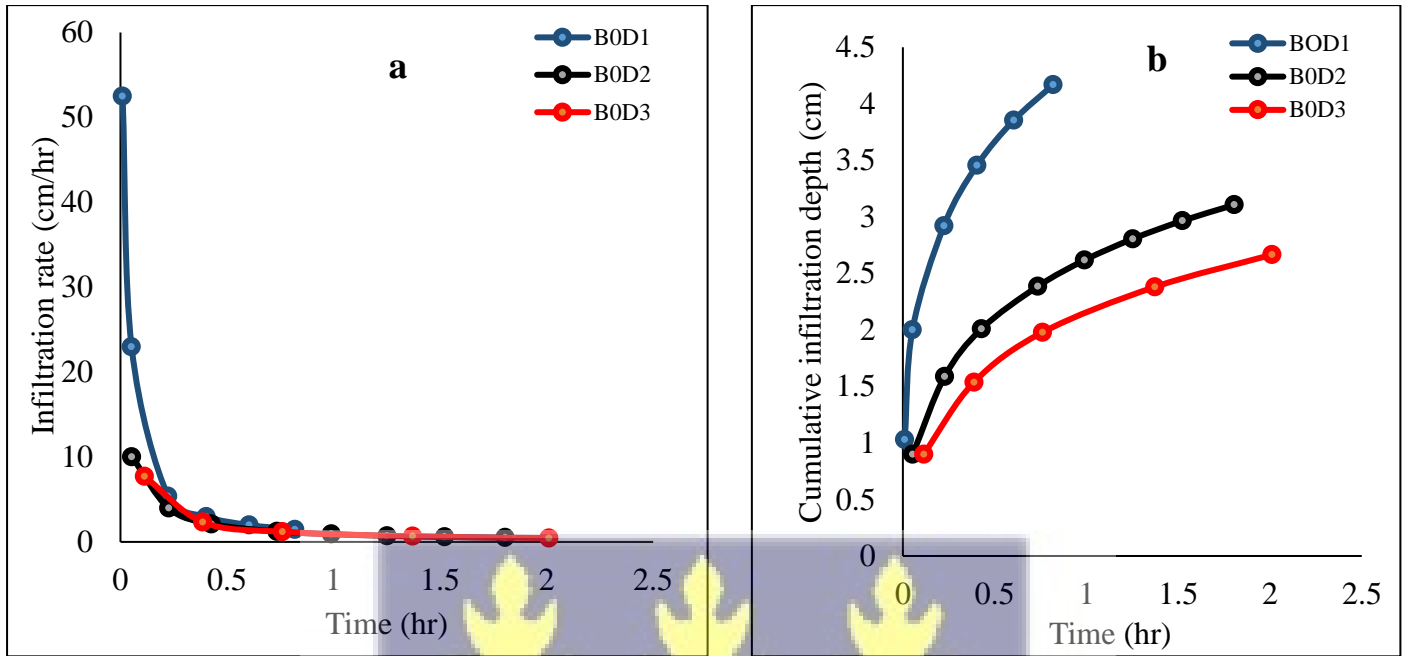 a
B0D1
B0D2
B0D3
Infiltration rate (cm/hr)
60
50
40
30
20
10
0
0 0.5 1 1.5 2 2.5
Time (hr)
b
BOD1
B0D2
B0D3
Cumulative infiltration depth (cm)
4.5
4
3.5
3
2.5
2
1.5
1
0.5
0
0 0.5 1 1.5 2 2.5
Time (hr)